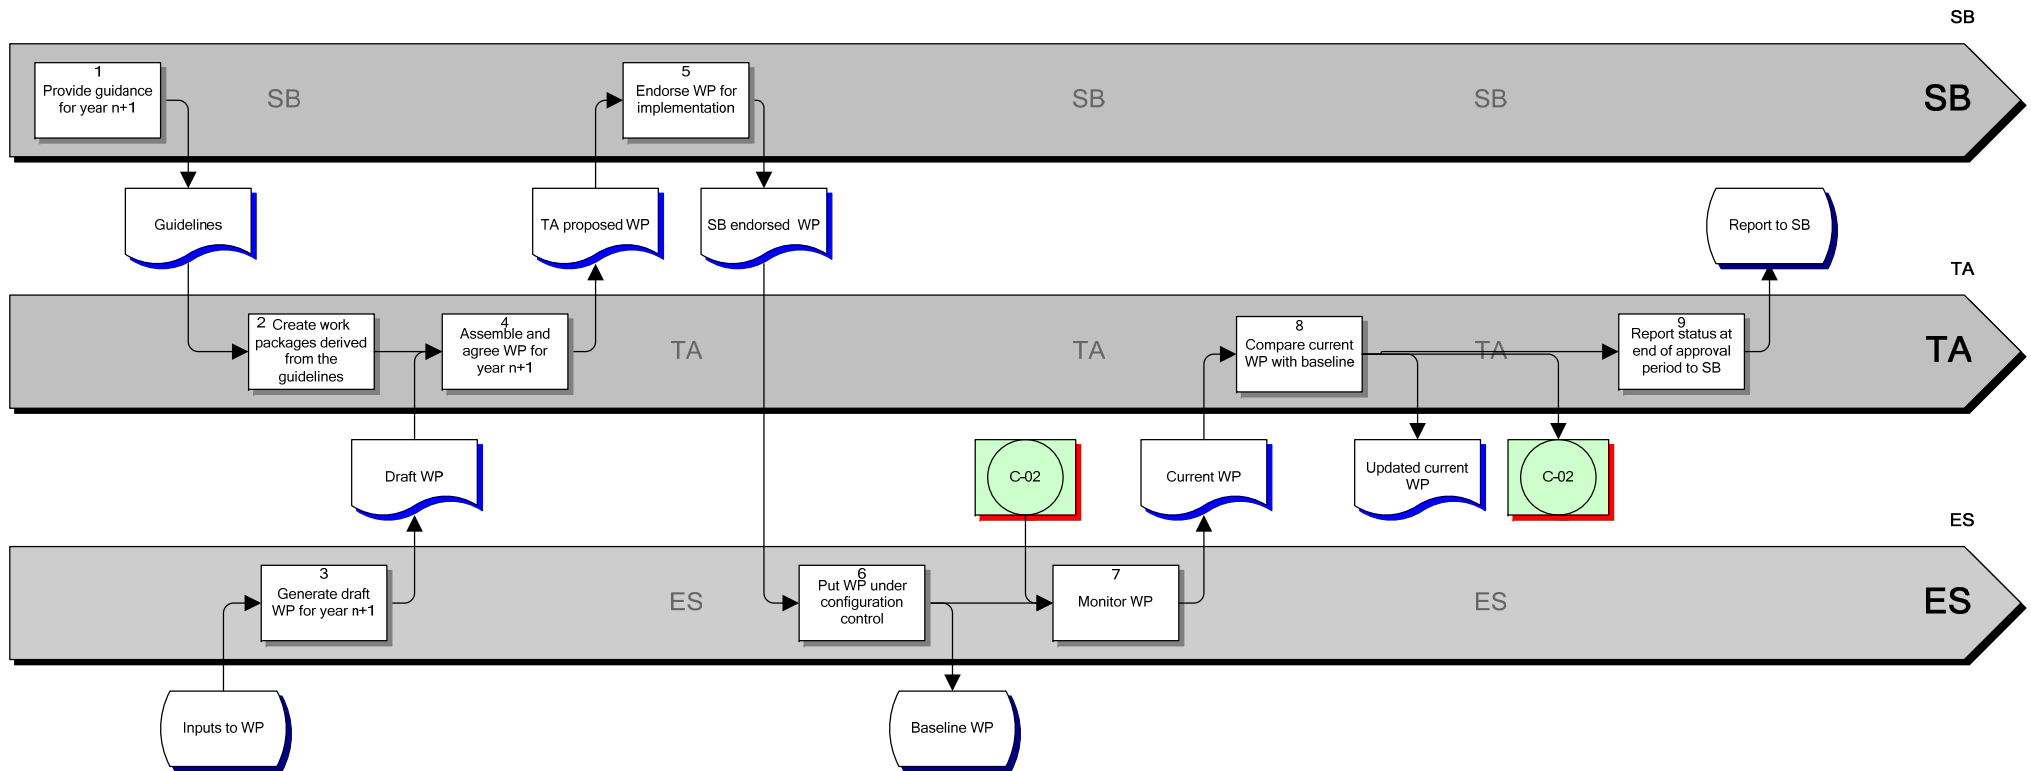 SB
1
Provide guidance
for year n+1
SB
5
Endorse WP for
implementation
SB
SB
SB
Guidelines
TA proposed WP
SB endorsed WP
Report to SB
TA
2 Create work
packages derived
from the
guidelines
4
Assemble and
agree WP for
year n+1
TA
TA
8
Compare current
WP with baseline
TA
9
Report status at
end of approval
period to SB
TA
Draft WP
C-02
Current WP
Updated current
WP
C-02
ES
3
Generate draft
WP for year n+1
ES
6
Put WP under
configuration
control
7
Monitor WP
ES
ES
Inputs to WP
Baseline WP